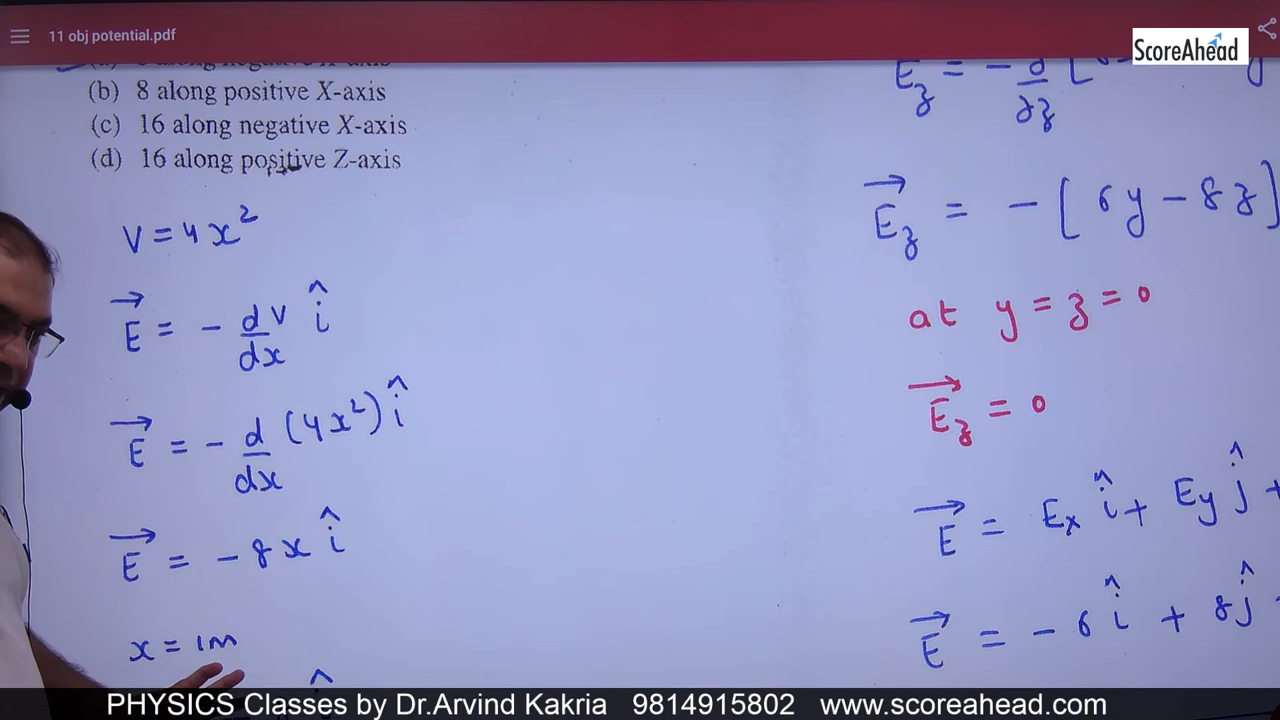 11 obj potential.pdf
ScoreAhead
(b) 8 along positive X-axis
(c) 16 along negative X-axis
(d) 16 along positive Z-axis
V = 4x²
E⃗ = - dV/dx î
E⃗ = - d/dx (4x²) î
E⃗ = - 8x î
x = 1m
E_z = - ∂/∂z [
E⃗_z = - [6y - 8z]
at y = z = 0
E⃗_z = 0
E⃗ = E_x î + E_y ĵ +
E⃗ = - 6 î + 8 ĵ
PHYSICS Classes by Dr.Arvind Kakria 9814915802 www.scoreahead.com